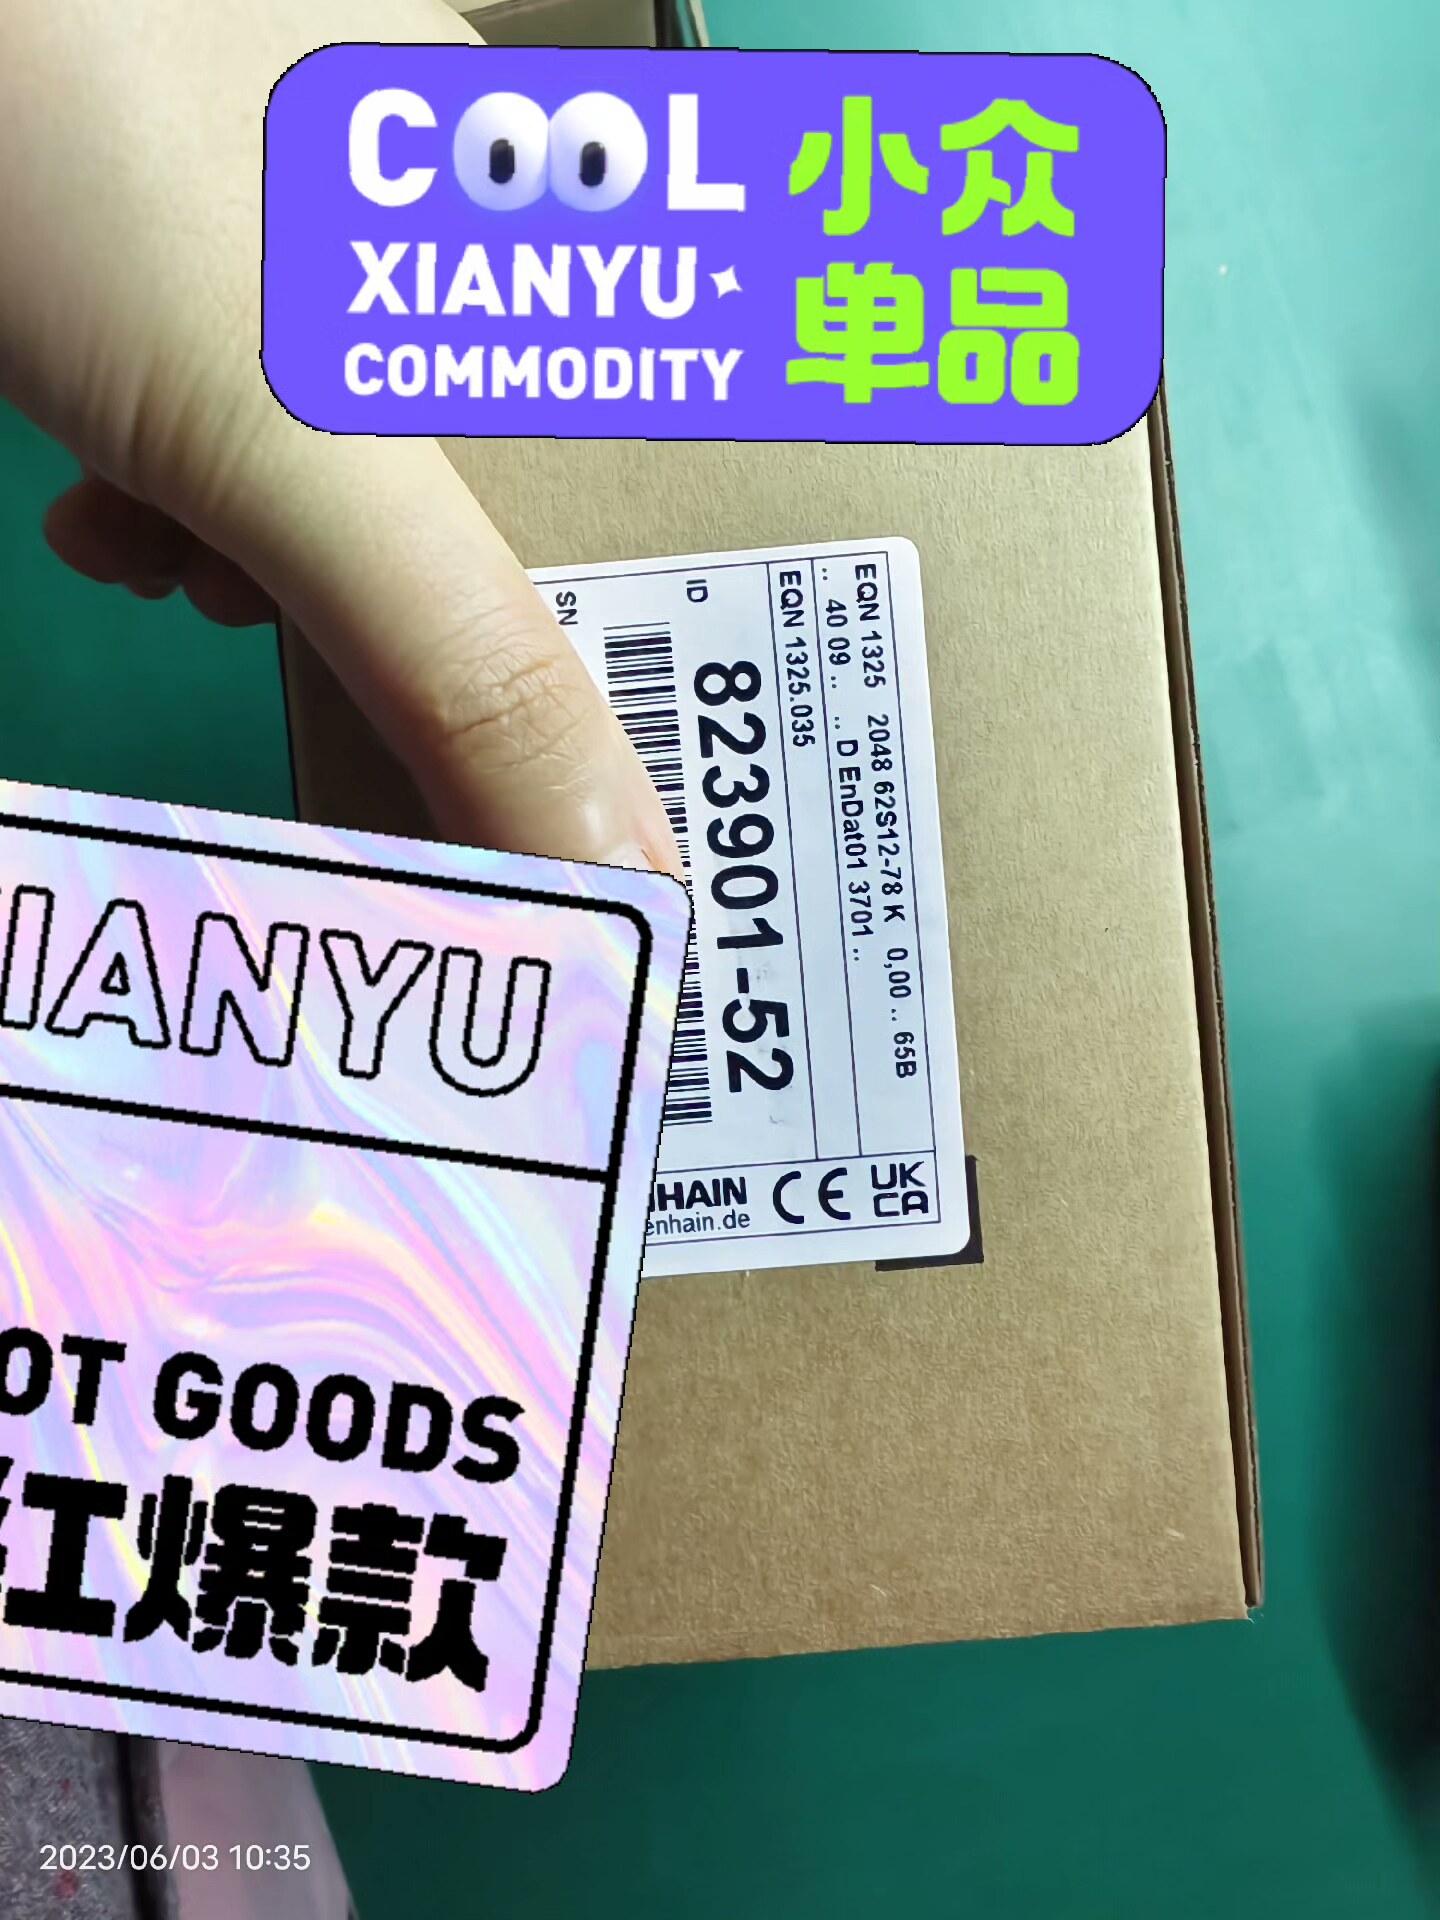 COOL
XIANYU
COMMODITY
小众
单品
EQN 1325 2048 62S12-78 K 0,00 .. 65B
.. 40 09 .. .. D EnDat01 3701 ..
EQN 1325.035
ID
823901-52
SN
HAIN
enhain.de
CE
UK
CA
IANYU
OT GOODS
红爆款
2023/06/03 10:35